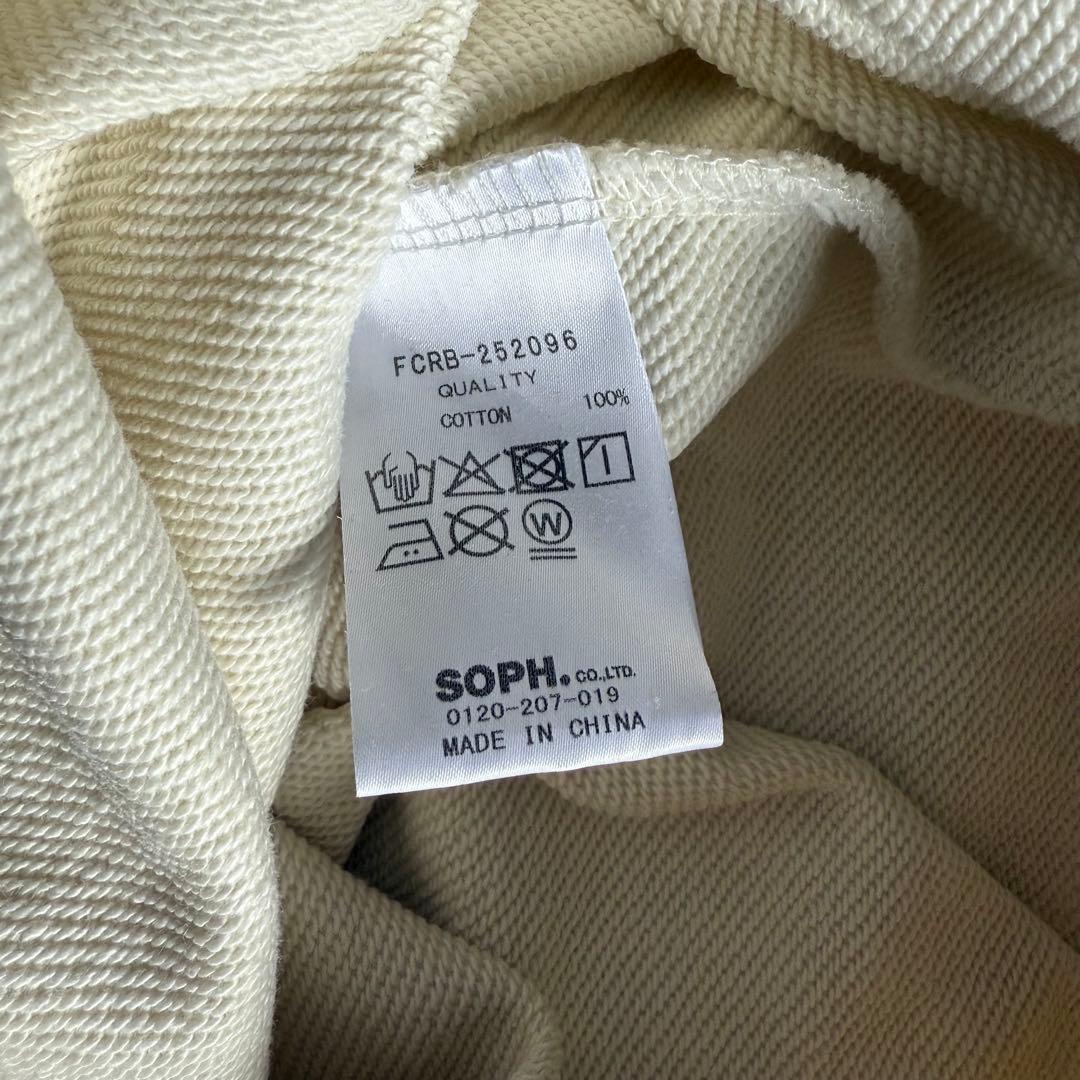 FCRB-252096
QUALITY
COTTON 100%
W
SOPH. CO.,LTD.
0120-207-019
MADE IN CHINA